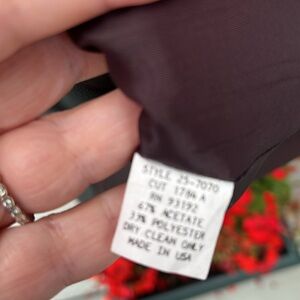 STYLE 25-7070
CUT 1784 A
RN 93192
67% ACETATE
33% POLYESTER
DRY CLEAN ONLY
MADE IN USA